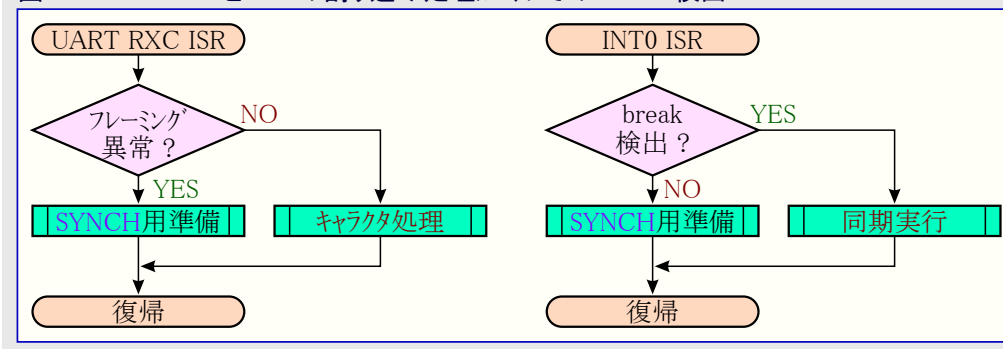 UART RXC ISR
フレーミング
異常？
NO
YES
SYNCH用準備
キャラクタ処理
復帰
INT0 ISR
break
検出？
YES
NO
SYNCH用準備
同期実行
復帰